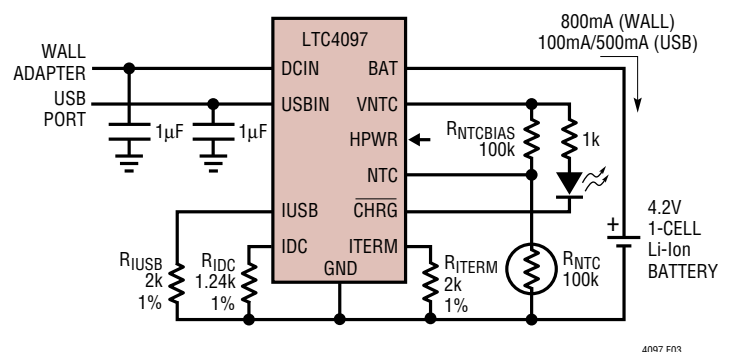 800mA (WALL)
100mA/500mA (USB)
LTC4097
WALL
ADAPTER
DCIN
BAT
USB
PORT
USBIN
VNTC
1µF
1µF
HPWR
RNTCBIAS
100k
1k
NTC
IUSB
CHRG
4.2V
1-CELL
Li-Ion
BATTERY
+
IDC
ITERM
GND
RIUSB
2k
1%
RIDC
1.24k
1%
RITERM
2k
1%
RNTC
100k
4097 F03